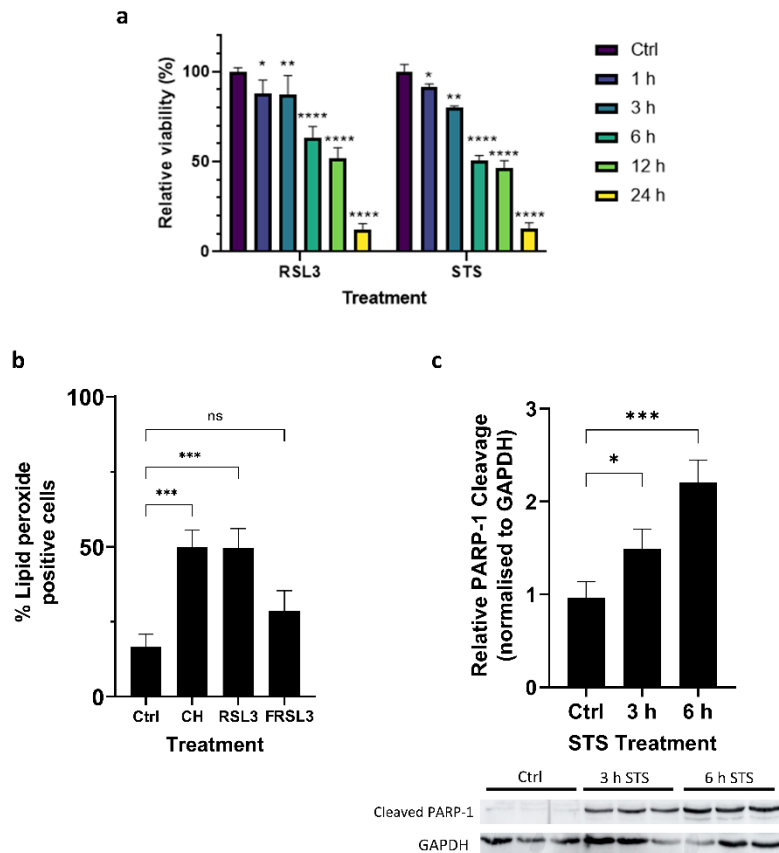 a
Relative viability (%)
100
50
0
* ** **** **** ****
* ** **** **** ****
RSL3 STS
Treatment
Ctrl
1 h
3 h
6 h
12 h
24 h
b
% Lipid peroxide
positive cells
100
50
0
ns
***
***
Ctrl CH RSL3 FRSL3
Treatment
c
Relative PARP-1 Cleavage
(normalised to GAPDH)
3
2
1
0
***
*
Ctrl 3 h 6 h
STS Treatment
Ctrl 3 h STS 6 h STS
Cleaved PARP-1
GAPDH